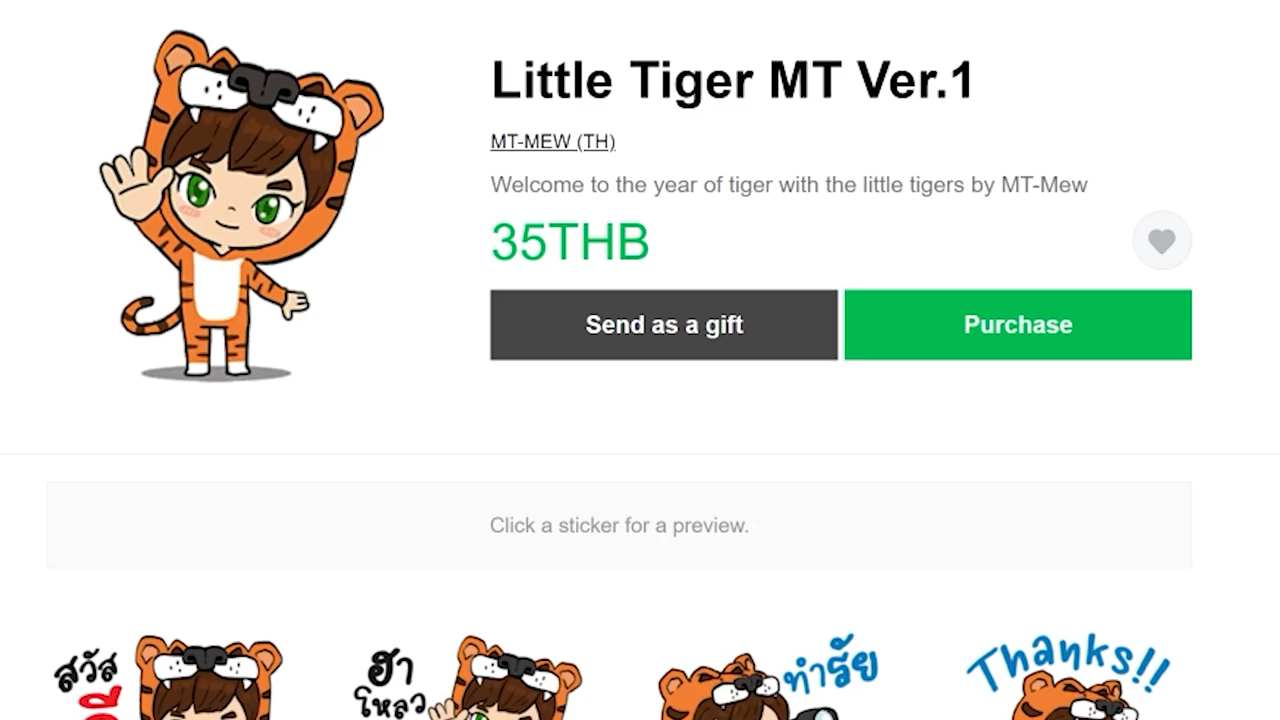 Little Tiger MT Ver.1
MT-MEW (TH)
Welcome to the year of tiger with the little tigers by MT-Mew
35THB
Send as a gift
Purchase
Click a sticker for a preview.
สวัส
ฮา
โหลว
ทำรัย
Thanks!!